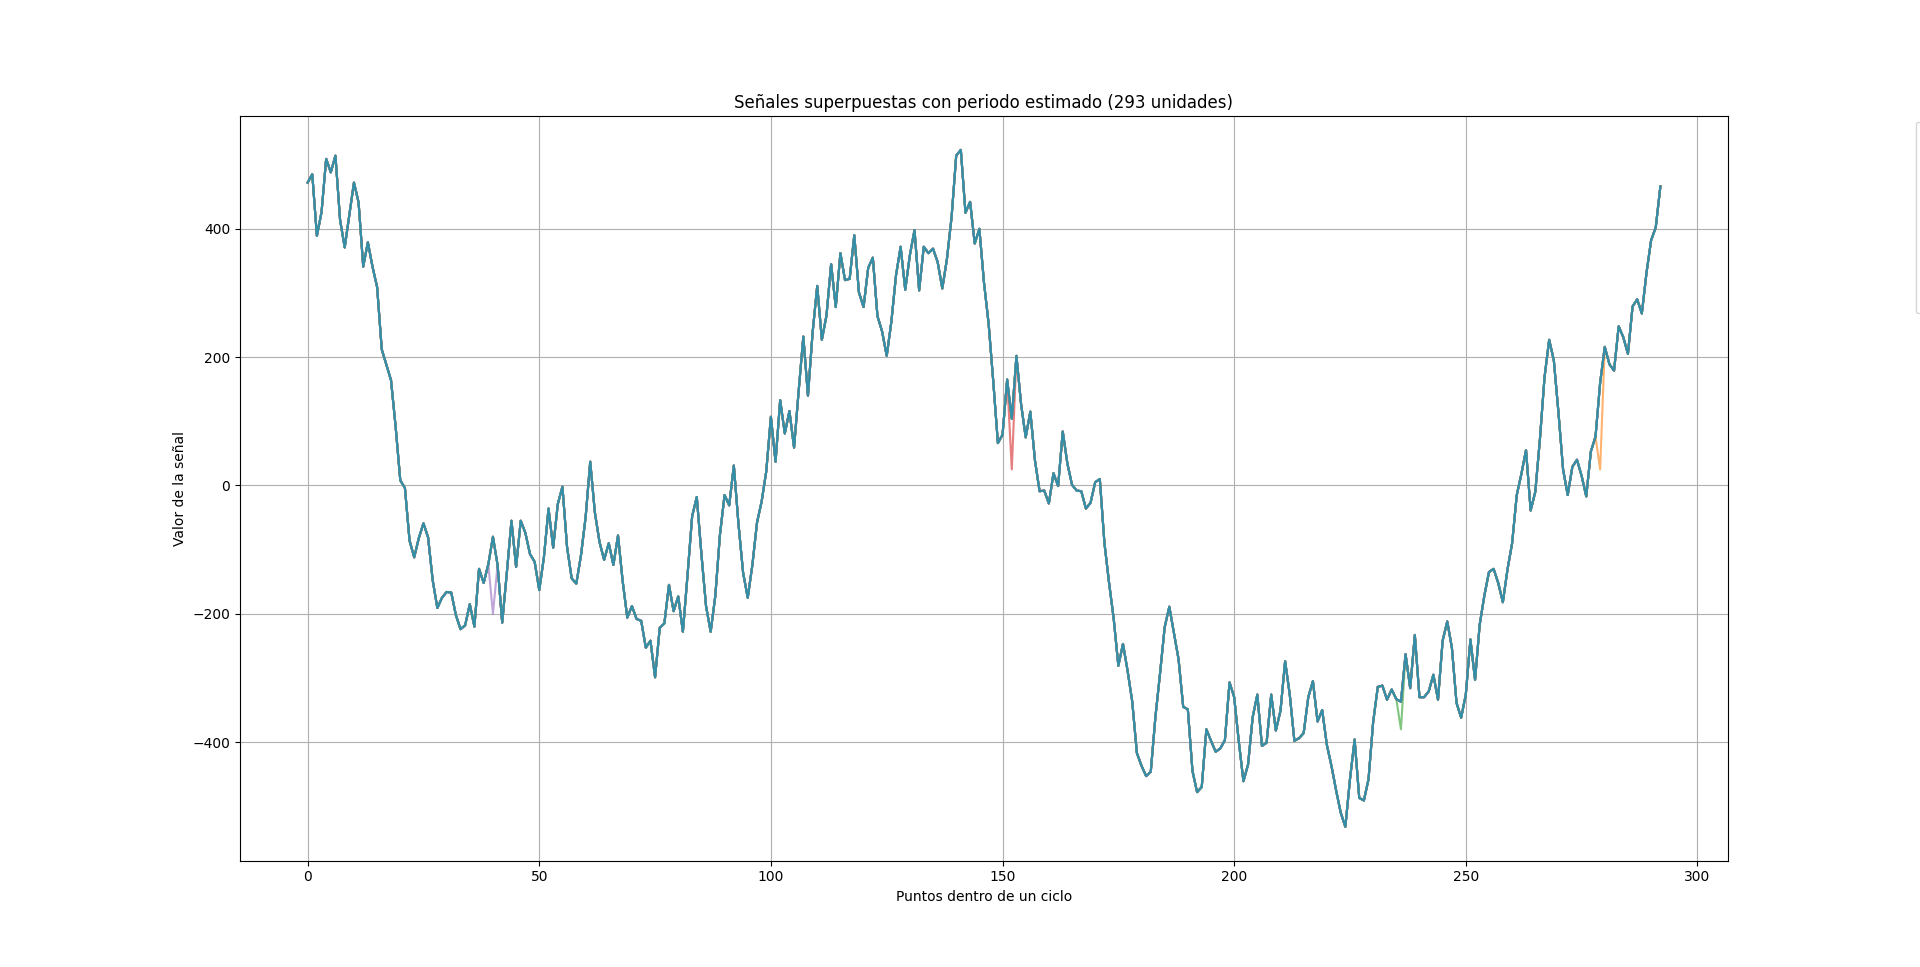 Señales superpuestas con periodo estimado (293 unidades)
400
200
0
−200
−400
Valor de la señal
0 50 100 150 200 250 300
Puntos dentro de un ciclo